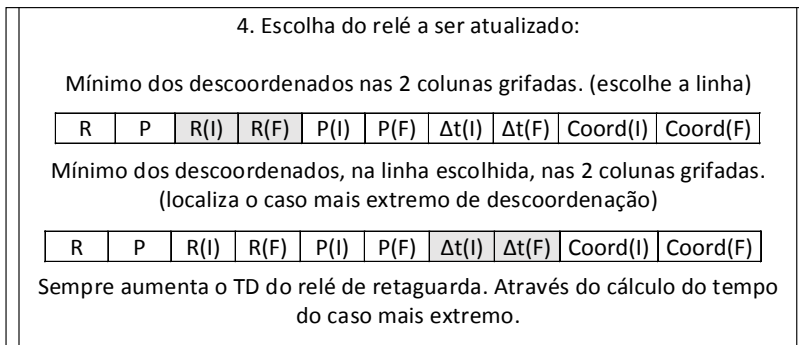 4. Escolha do relé a ser atualizado:
Mínimo dos descoordenados nas 2 colunas grifadas. (escolhe a linha)
R P R(I) R(F) P(I) P(F) Δt(I) Δt(F) Coord(I) Coord(F)
Mínimo dos descoordenados, na linha escolhida, nas 2 colunas grifadas.
(localiza o caso mais extremo de descoordenação)
R P R(I) R(F) P(I) P(F) Δt(I) Δt(F) Coord(I) Coord(F)
Sempre aumenta o TD do relé de retaguarda. Através do cálculo do tempo
do caso mais extremo.